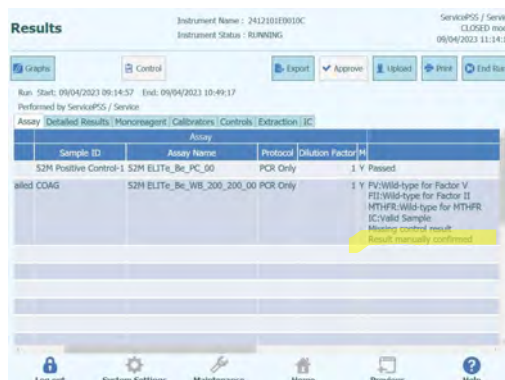 Results
Instrument Name : 2412101E0010C
Instrument Status : RUNNING
ServicePSS / Servi
CLOSED mo
09/04/2023 11:14:
Graphs
Control
Export
Approve
Upload
Print
End Run
Run Start: 09/04/2023 09:14:57 End: 09/04/2023 10:49:17
Performed by ServicePSS / Service
Assay Detailed Results Monoreagent Calibrators Controls Extraction IC
Assay
Sample ID Assay Name Protocol Dilution Factor M
S2M Positive Control-1 S2M ELITe_Be_PC_00 PCR Only 1 Y Passed
ailed COAG S2M ELITe_Be_WB_200_200_00 PCR Only 1 Y FV:Wild-type for Factor V
FII:Wild-type for Factor II
MTHFR:Wild-type for MTHFR
IC:Valid Sample
Missing control result
Result manually confirmed
Log out
System Settings
Maintenance
Home
Previous
Help